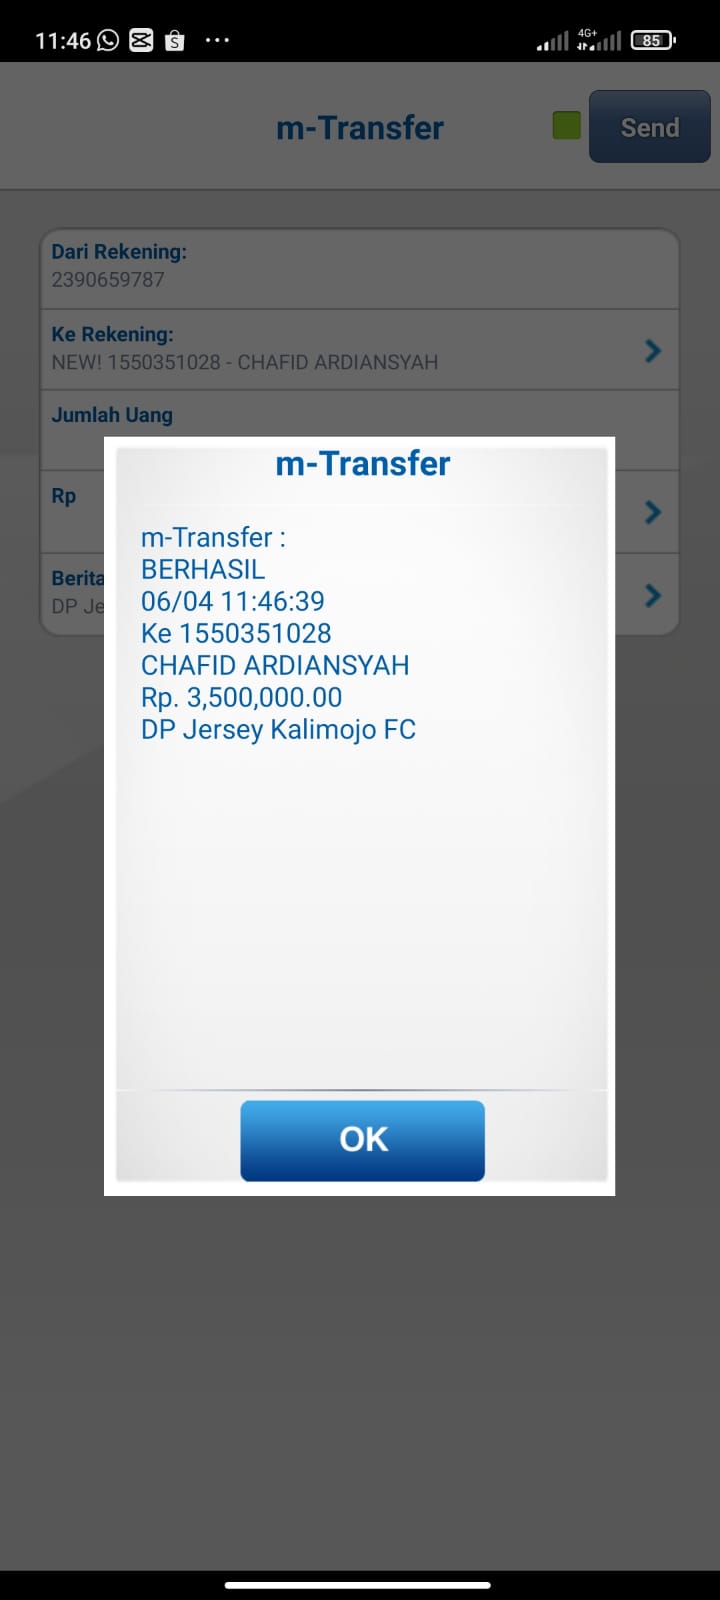 11:46
4G+
85
m-Transfer
Send
Dari Rekening:
2390659787
Ke Rekening:
NEW! 1550351028 - CHAFID ARDIANSYAH
Jumlah Uang
Rp
Berita
DP Je
m-Transfer
m-Transfer :
BERHASIL
06/04 11:46:39
Ke 1550351028
CHAFID ARDIANSYAH
Rp. 3,500,000.00
DP Jersey Kalimojo FC
OK